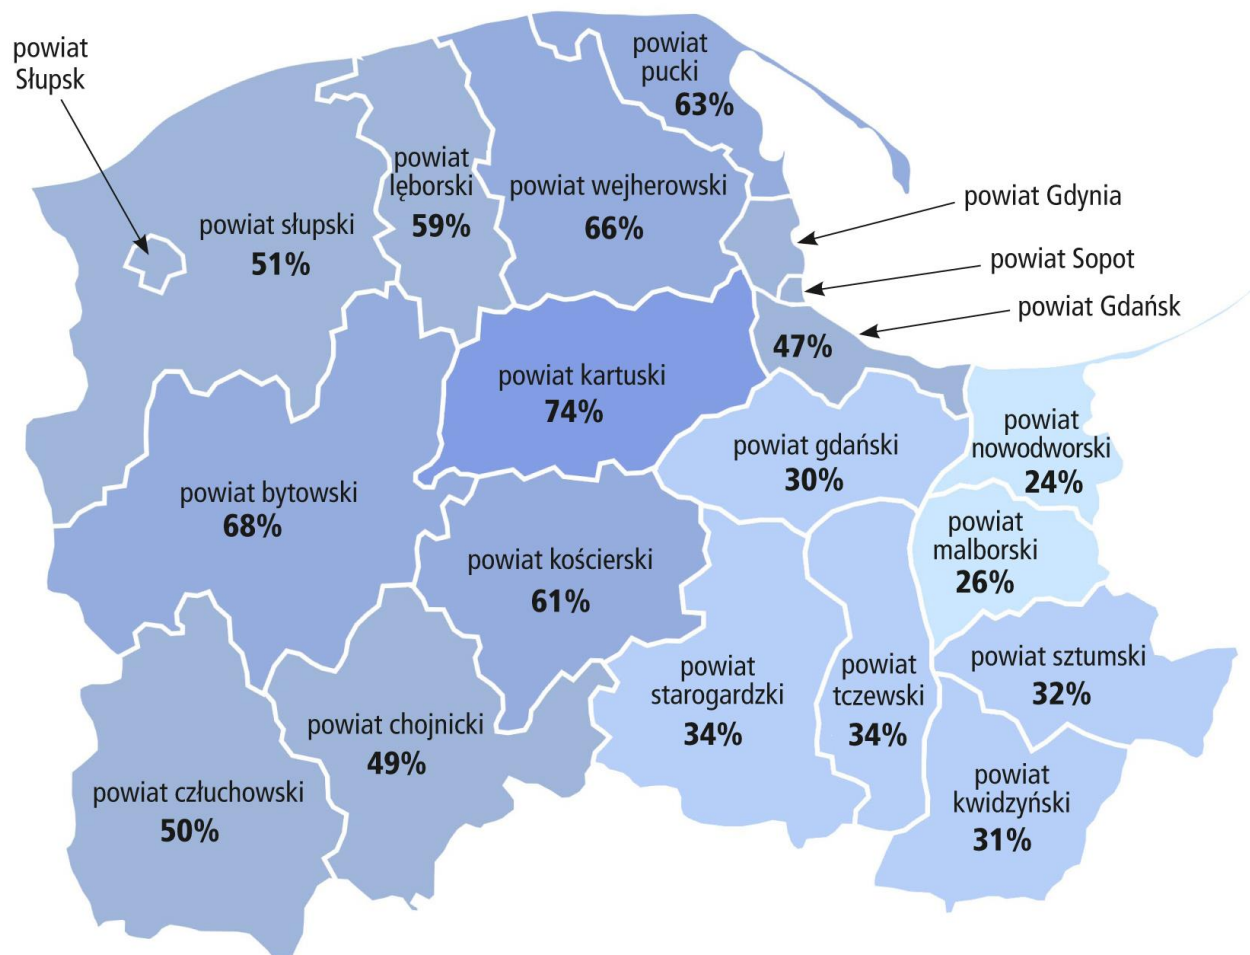 powiat
Słupsk
powiat
pucki
63%
powiat
lęborski
59%
powiat wejherowski
66%
powiat słupski
51%
powiat Gdynia
powiat Sopot
powiat Gdańsk
47%
powiat kartuski
74%
powiat gdański
30%
powiat
nowodworski
24%
powiat bytowski
68%
powiat
malborski
26%
powiat kościerski
61%
powiat
starogardzki
34%
powiat
tczewski
34%
powiat sztumski
32%
powiat chojnicki
49%
powiat człuchowski
50%
powiat
kwidzyński
31%